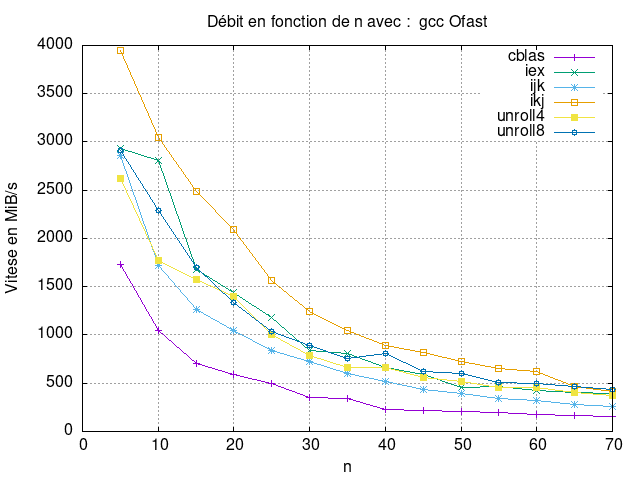 Débit en fonction de n avec : gcc Ofast
cblas
iex
ijk
ikj
unroll4
unroll8
Vitese en MiB/s
4000
3500
3000
2500
2000
1500
1000
500
0
0 10 20 30 40 50 60 70
n